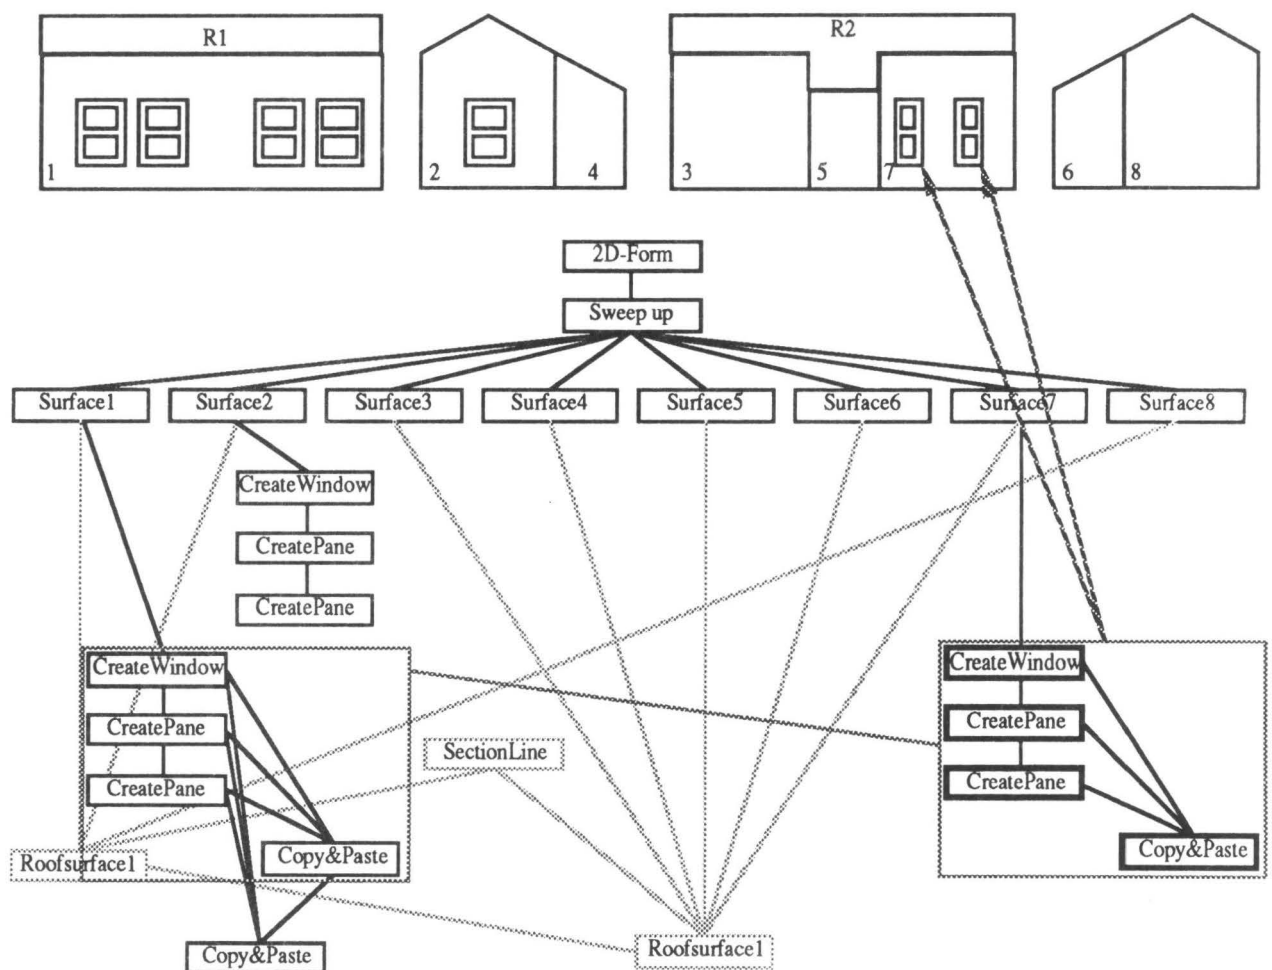 R1
R2
1
2
4
3
5
7
6
8
2D-Form
Sweep up
Surface1
Surface2
Surface3
Surface4
Surface5
Surface6
Surface7
Surface8
CreateWindow
CreatePane
CreatePane
CreateWindow
CreatePane
CreatePane
Copy&Paste
SectionLine
CreateWindow
CreatePane
CreatePane
Copy&Paste
Roofsurface1
Roofsurface1
Copy&Paste